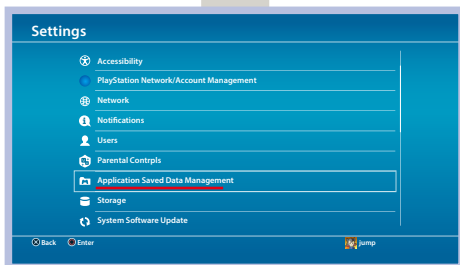 Settings
Accessibility
PlayStation Network/Account Management
Network
Notifications
Users
Parental Contrpls
Application Saved Data Management
Storage
System Software Update
Back Enter jump